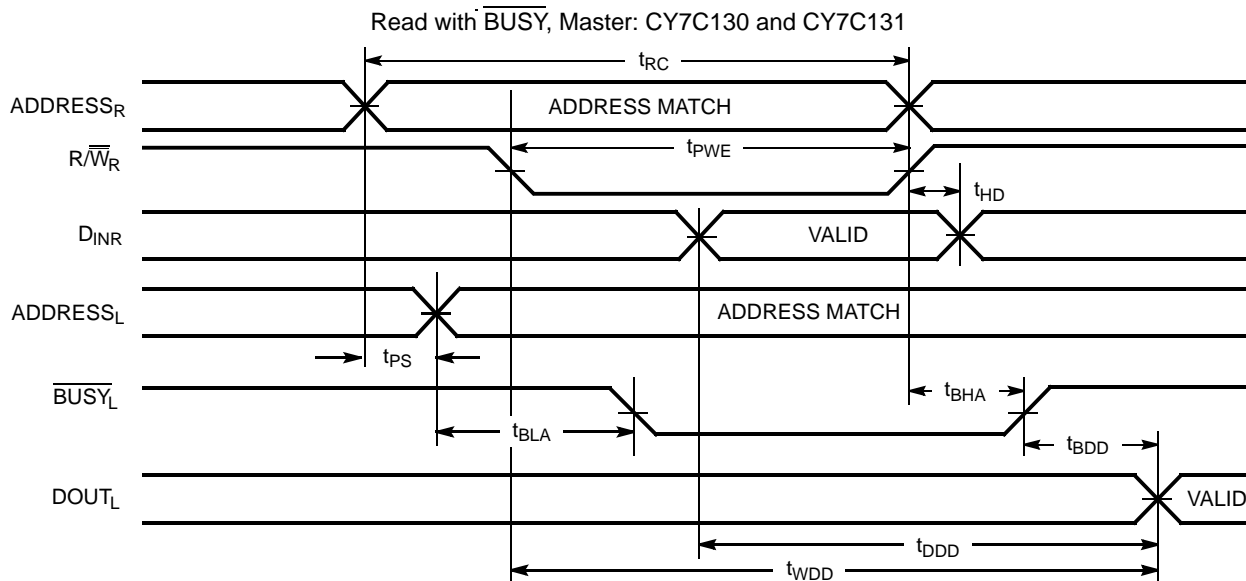 Read with BUSY, Master: CY7C130 and CY7C131
tRC
ADDRESSR
ADDRESS MATCH
R/WR
tPWE
tHD
DINR
VALID
ADDRESSL
ADDRESS MATCH
tPS
BUSYL
tBHA
tBLA
tBDD
DOUTL
VALID
tDDD
tWDD